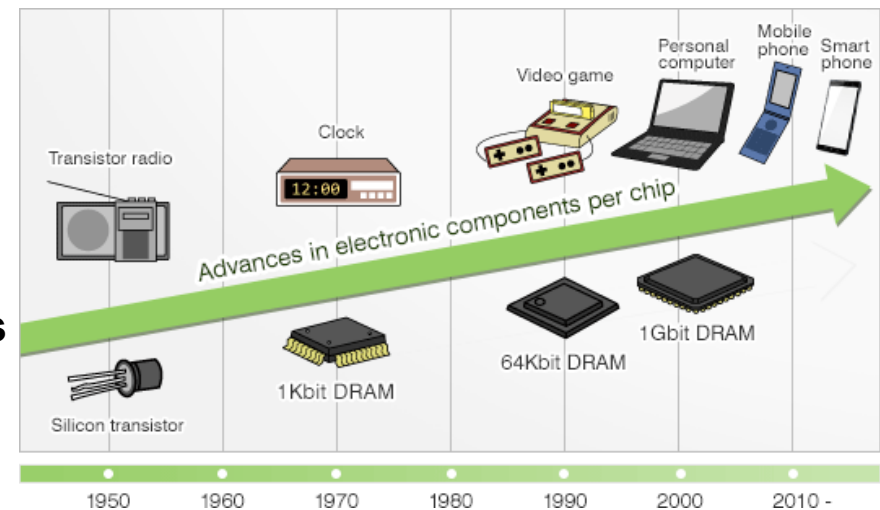 Mobile
phone
Smart
phone
Personal
computer
Video game
Clock
Transistor radio
12:00
Advances in electronic components per chip
s
1Gbit DRAM
64Kbit DRAM
1Kbit DRAM
Silicon transistor
1950 1960 1970 1980 1990 2000 2010 -